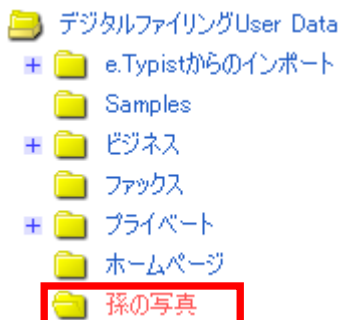 デジタルファイリングUser Data
e.Typistからのインポート
Samples
ビジネス
ファックス
プライベート
ホームページ
孫の写真